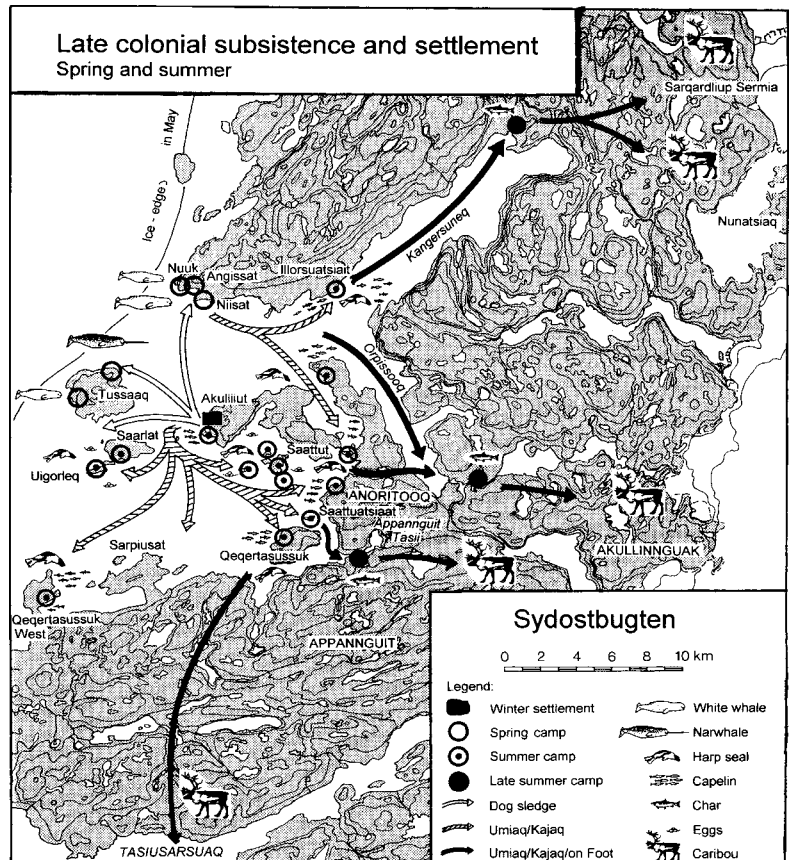 Late colonial subsistence and settlement
Spring and summer
Sarqardliup Sermia
Ice - edge in May
Nunatsiaq
Kangersuneq
Nuuk
Angissat
Illorsuatsiait
Niisat
Orpissooq
Tussaaq
Akuliiut
Saarlat
Saattut
Uigorleq
ANORITOOQ
Saattuatsiaat
Appannguit
Tasii
AKULLINNGUAK
Sarpiusat
Qeqertasussuk
Qeqertasussuk
West
APPANNGUIT
TASIUSARSUAQ
Sydostbugten
0 2 4 6 8 10 km
Legend:
Winter settlement
Spring camp
Summer camp
Late summer camp
Dog sledge
Umiaq/Kajaq
Umiaq/Kajaq/on Foot
White whale
Narwhale
Harp seal
Capelin
Char
Eggs
Caribou